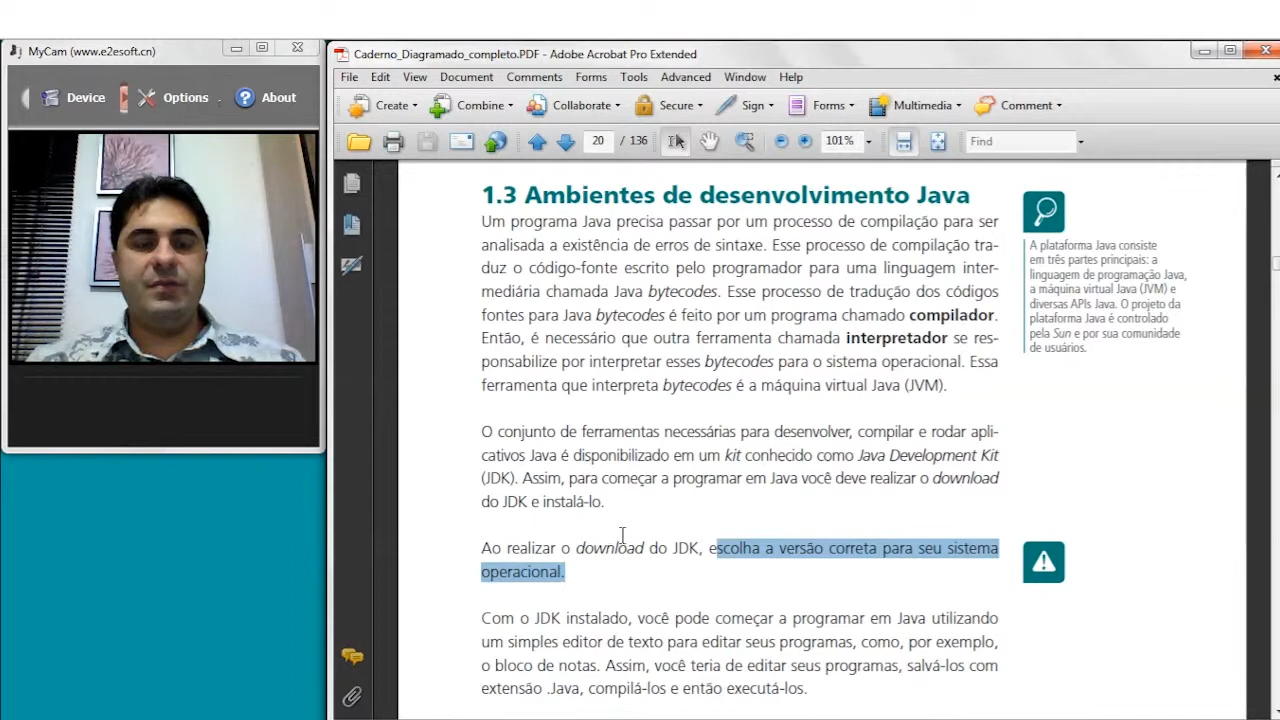 MyCam (www.e2esoft.cn)
Device
Options
About
Caderno_Diagramado_completo.PDF - Adobe Acrobat Pro Extended
File Edit View Document Comments Forms Tools Advanced Window Help
Create Combine Collaborate Secure Sign Forms Multimedia Comment
20 / 136 101% Find
1.3 Ambientes de desenvolvimento Java
Um programa Java precisa passar por um processo de compilação para ser
analisada a existência de erros de sintaxe. Esse processo de compilação tra-
duz o código-fonte escrito pelo programador para uma linguagem inter-
mediária chamada Java bytecodes. Esse processo de tradução dos códigos
fontes para Java bytecodes é feito por um programa chamado compilador.
Então, é necessário que outra ferramenta chamada interpretador se res-
ponsabilize por interpretar esses bytecodes para o sistema operacional. Essa
ferramenta que interpreta bytecodes é a máquina virtual Java (JVM).
O conjunto de ferramentas necessárias para desenvolver, compilar e rodar apli-
cativos Java é disponibilizado em um kit conhecido como Java Development Kit
(JDK). Assim, para começar a programar em Java você deve realizar o download
do JDK e instalá-lo.
Ao realizar o download do JDK, escolha a versão correta para seu sistema
operacional.
Com o JDK instalado, você pode começar a programar em Java utilizando
um simples editor de texto para editar seus programas, como, por exemplo,
o bloco de notas. Assim, você teria de editar seus programas, salvá-los com
extensão .Java, compilá-los e então executá-los.
A plataforma Java consiste
em três partes principais: a
linguagem de programação Java,
a máquina virtual Java (JVM) e
diversas APIs Java. O projeto da
plataforma Java é controlado
pela Sun e por sua comunidade
de usuários.